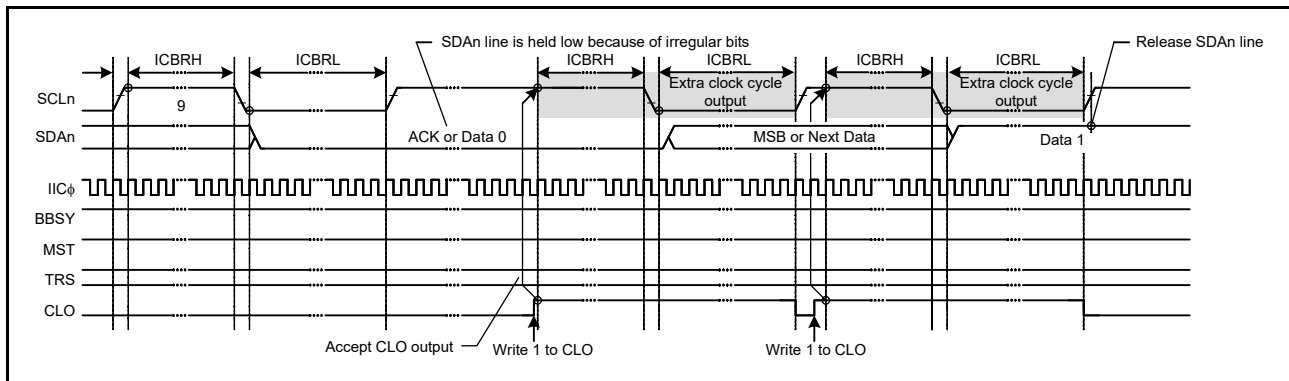 SDAn line is held low because of irregular bits
Release SDAn line
ICBRH
ICBRL
ICBRH
ICBRL
ICBRH
ICBRL
SCLn
9
Extra clock cycle
output
Extra clock cycle
output
SDAn
ACK or Data 0
MSB or Next Data
Data 1
IICϕ
BBSY
MST
TRS
CLO
Accept CLO output
Write 1 to CLO
Write 1 to CLO